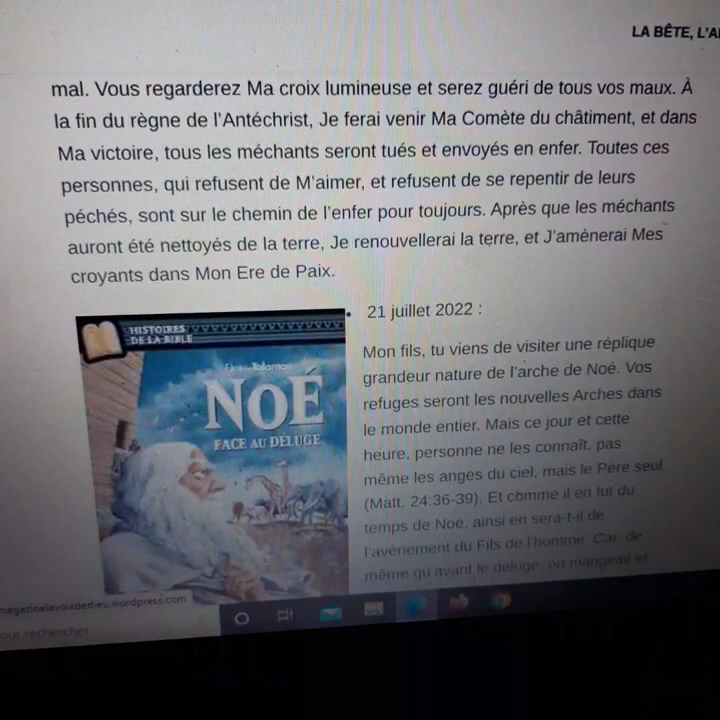 LA BÊTE, L'A
mal. Vous regarderez Ma croix lumineuse et serez guéri de tous vos maux. À
la fin du règne de l'Antéchrist, Je ferai venir Ma Comète du châtiment, et dans
Ma victoire, tous les méchants seront tués et envoyés en enfer. Toutes ces
personnes, qui refusent de M'aimer, et refusent de se repentir de leurs
péchés, sont sur le chemin de l'enfer pour toujours. Après que les méchants
auront été nettoyés de la terre, Je renouvellerai la terre, et J'amènerai Mes
croyants dans Mon Ere de Paix.
HISTOIRES
DE LA BIBLE
NOÉ
FACE AU DÉLUGE
• 21 juillet 2022 :
Mon fils, tu viens de visiter une réplique
grandeur nature de l'arche de Noé. Vos
refuges seront les nouvelles Arches dans
le monde entier. Mais ce jour et cette
heure, personne ne les connaît, pas
même les anges du ciel, mais le Père seul
(Matt. 24:36-39). Et comme il en fut du
temps de Noé, ainsi en sera-t-il de
l'avènement du Fils de l'homme. Car, de
même qu'avant le déluge, on mangeait et
magazinelavoixdedieu.wordpress.com
our rechercher